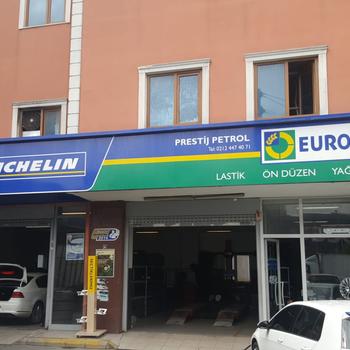 MICHELIN
PRESTİJ PETROL
Tel: 0212 447 40 71
EURO
LASTİK ÖN DÜZEN YAĞ